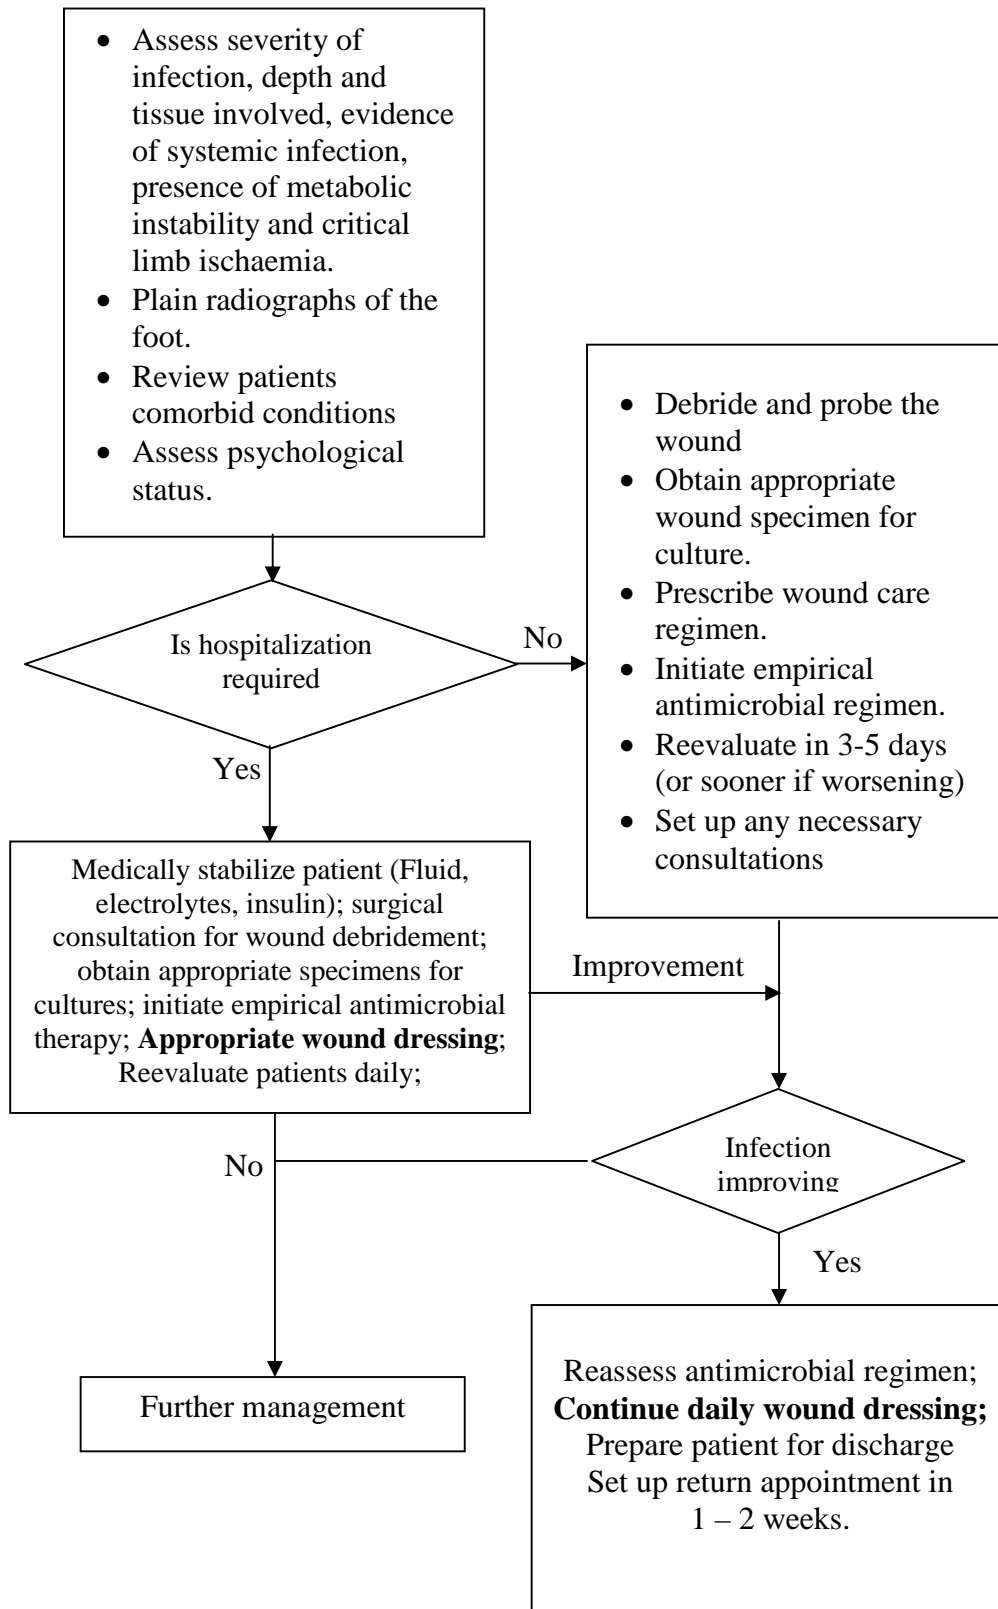 • Assess severity of
infection, depth and
tissue involved, evidence
of systemic infection,
presence of metabolic
instability and critical
limb ischaemia.
• Plain radiographs of the
foot.
• Review patients
comorbid conditions
• Assess psychological
status.
Is hospitalization
required
No
• Debride and probe the
wound
• Obtain appropriate
wound specimen for
culture.
• Prescribe wound care
regimen.
• Initiate empirical
antimicrobial regimen.
• Reevaluate in 3-5 days
(or sooner if worsening)
• Set up any necessary
consultations
Yes
Medically stabilize patient (Fluid,
electrolytes, insulin); surgical
consultation for wound debridement;
obtain appropriate specimens for
cultures; initiate empirical antimicrobial
therapy; Appropriate wound dressing;
Reevaluate patients daily;
Improvement
Infection
improving
No
Yes
Further management
Reassess antimicrobial regimen;
Continue daily wound dressing;
Prepare patient for discharge
Set up return appointment in
1 – 2 weeks.